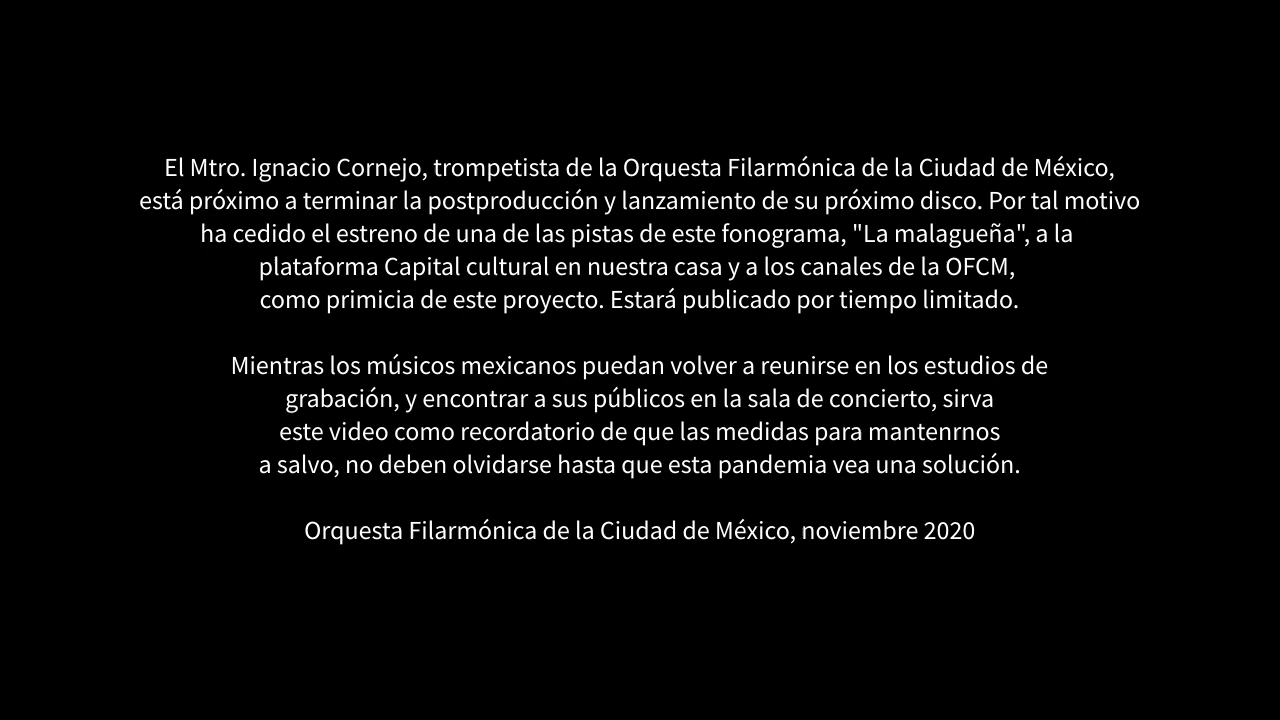 El Mtro. Ignacio Cornejo, trompetista de la Orquesta Filarmónica de la Ciudad de México,
está próximo a terminar la postproducción y lanzamiento de su próximo disco. Por tal motivo
ha cedido el estreno de una de las pistas de este fonograma, "La malagueña", a la
plataforma Capital cultural en nuestra casa y a los canales de la OFCM,
como primicia de este proyecto. Estará publicado por tiempo limitado.
Mientras los músicos mexicanos puedan volver a reunirse en los estudios de
grabación, y encontrar a sus públicos en la sala de concierto, sirva
este video como recordatorio de que las medidas para mantenrnos
a salvo, no deben olvidarse hasta que esta pandemia vea una solución.
Orquesta Filarmónica de la Ciudad de México, noviembre 2020